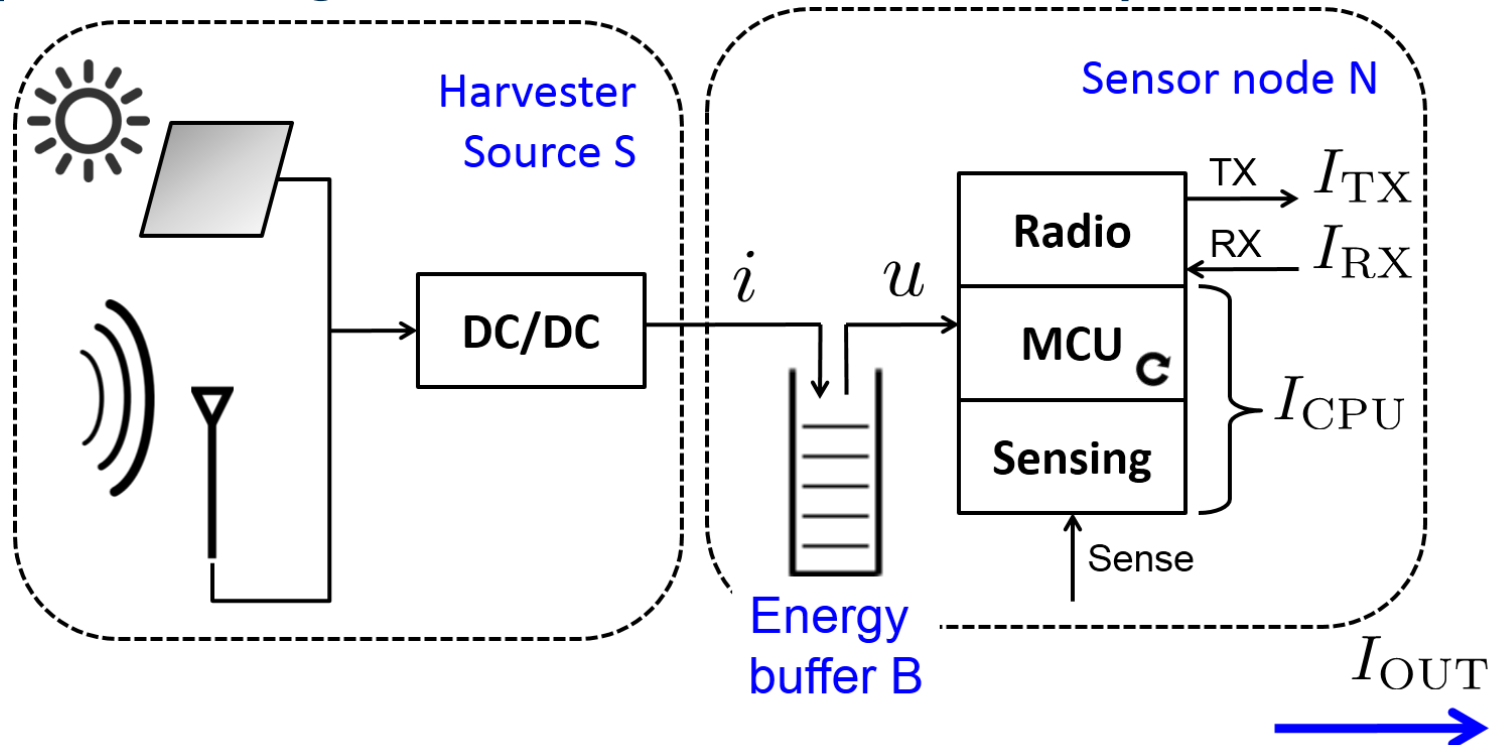 Harvester
Source S
Sensor node N
TX
I_TX
Radio
RX
I_RX
i
u
DC/DC
MCU
I_CPU
Sensing
Sense
Energy
buffer B
I_OUT